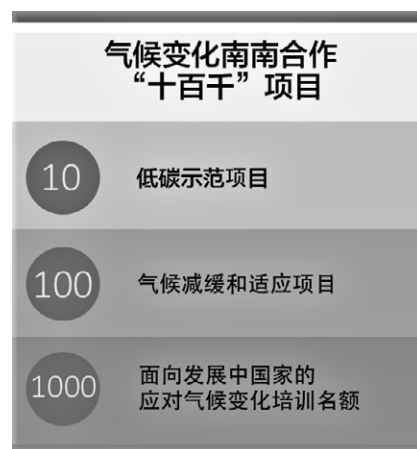 气候变化南南合作
“十百千”项目
10
低碳示范项目
100
气候减缓和适应项目
1000
面向发展中国家的
应对气候变化培训名额